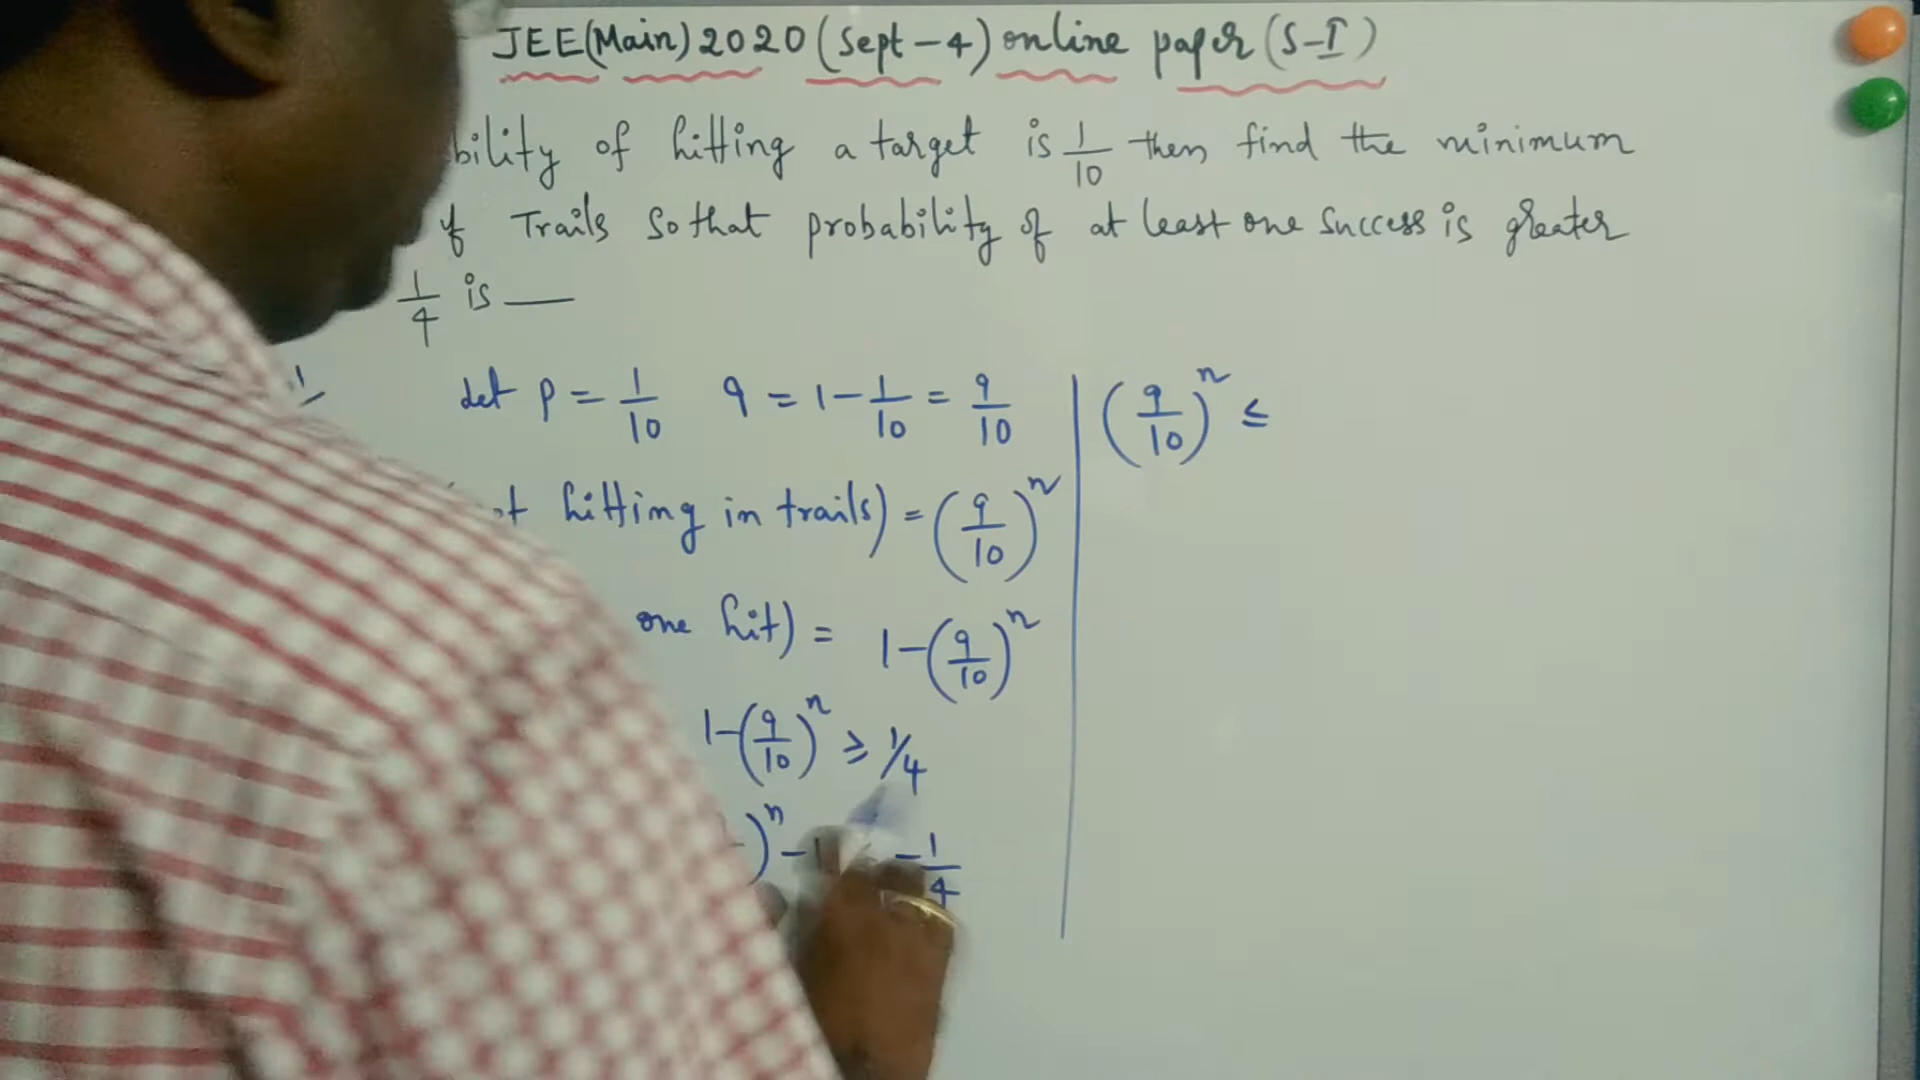 JEE(Main) 2020 (Sept-4) online paper (S-I)
bility of hitting a target is 1/10 then find the minimum
of Trails so that probability of at least one success is greater
1/4 is ___
Let p = 1/10 q = 1 - 1/10 = 9/10
hitting in trails) = (9/10)^n
one hit) = 1-(9/10)^n
1-(9/10)^n ≥ 1/4
)^n - 1 -1/4
(9/10)^n ≤